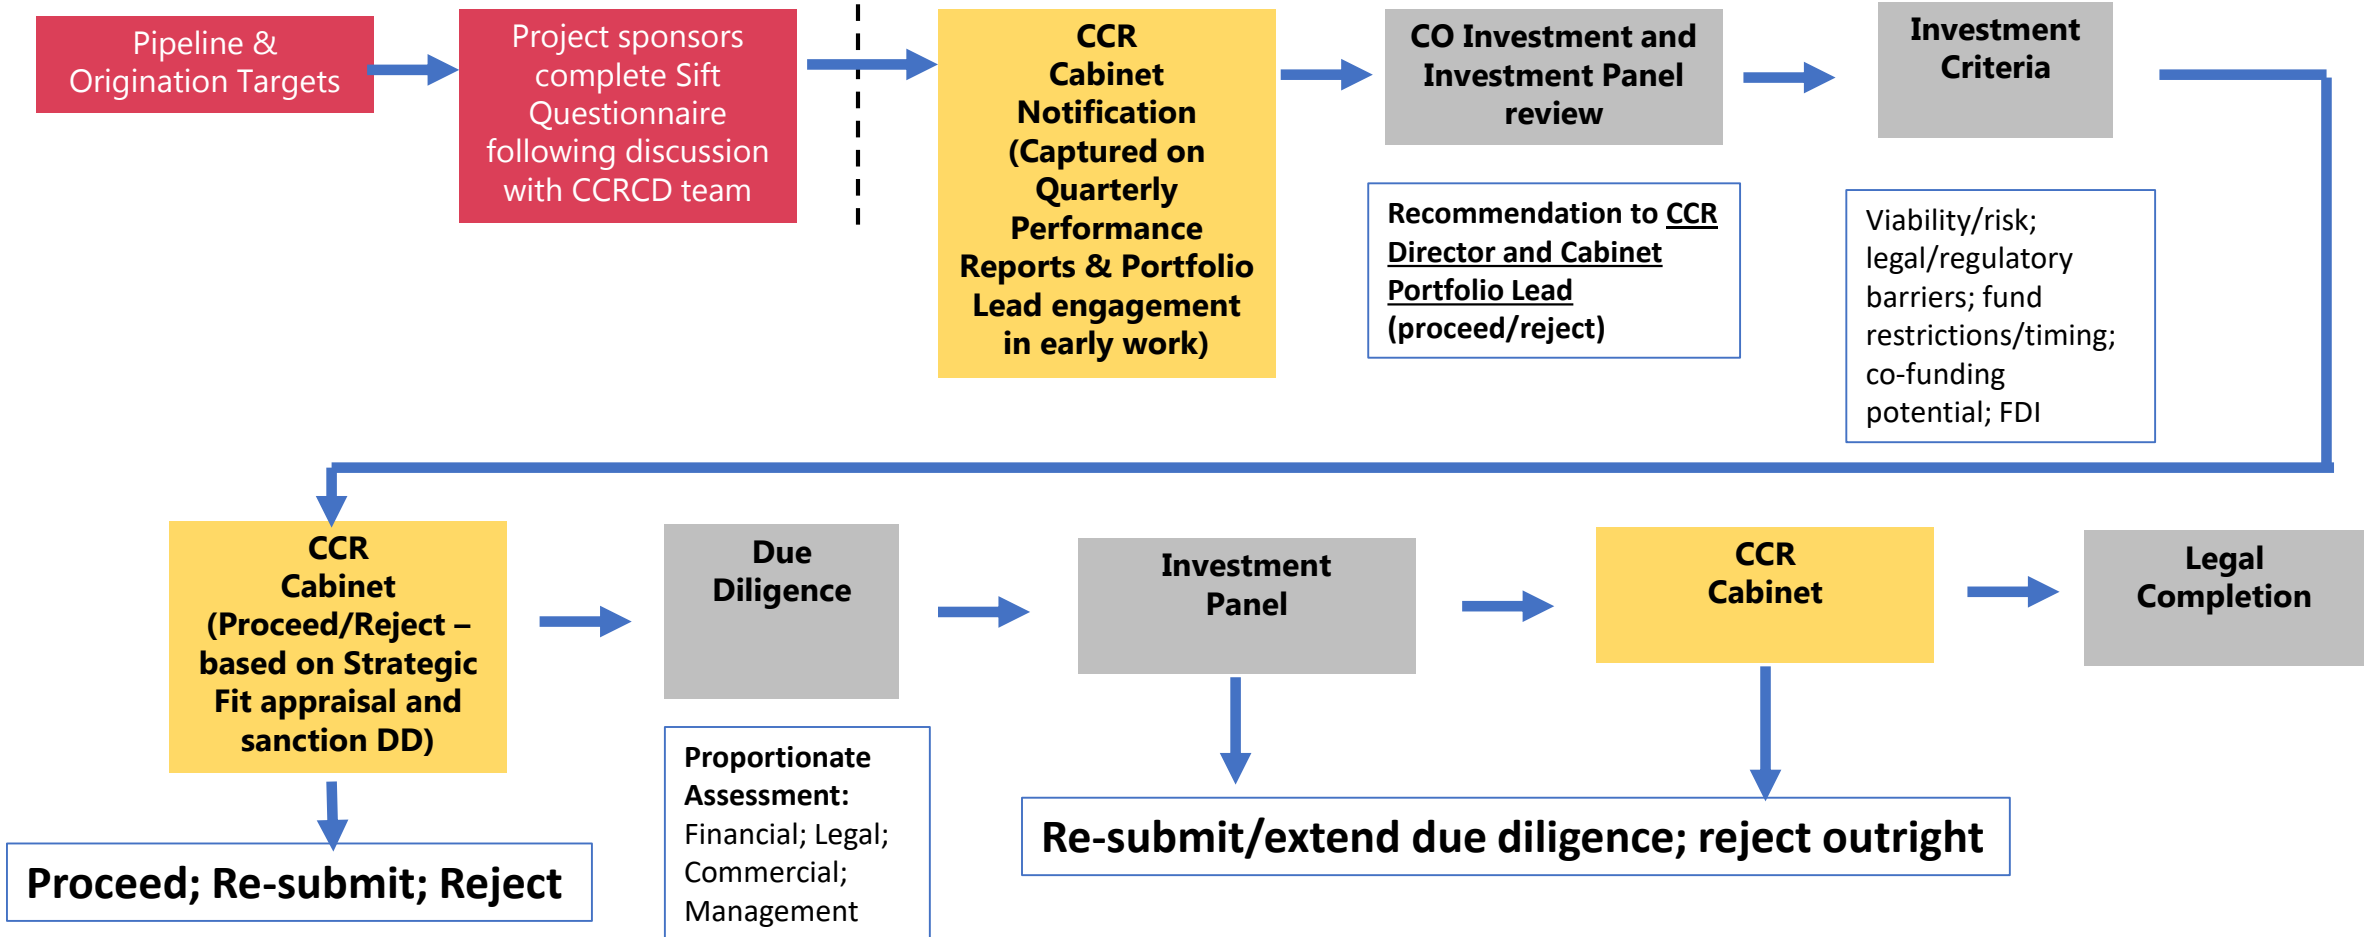 Pipeline &
Origination Targets
Project sponsors
complete Sift
Questionnaire
following discussion
with CCRCD team
CCR
Cabinet
Notification
(Captured on
Quarterly
Performance
Reports & Portfolio
Lead engagement
in early work)
CO Investment and
Investment Panel
review
Recommendation to CCR
Director and Cabinet
Portfolio Lead
(proceed/reject)
Investment
Criteria
Viability/risk;
legal/regulatory
barriers; fund
restrictions/timing;
co-funding
potential; FDI
CCR
Cabinet
(Proceed/Reject –
based on Strategic
Fit appraisal and
sanction DD)
Proceed; Re-submit; Reject
Due
Diligence
Proportionate
Assessment:
Financial; Legal;
Commercial;
Management
Investment
Panel
CCR
Cabinet
Re-submit/extend due diligence; reject outright
Legal
Completion